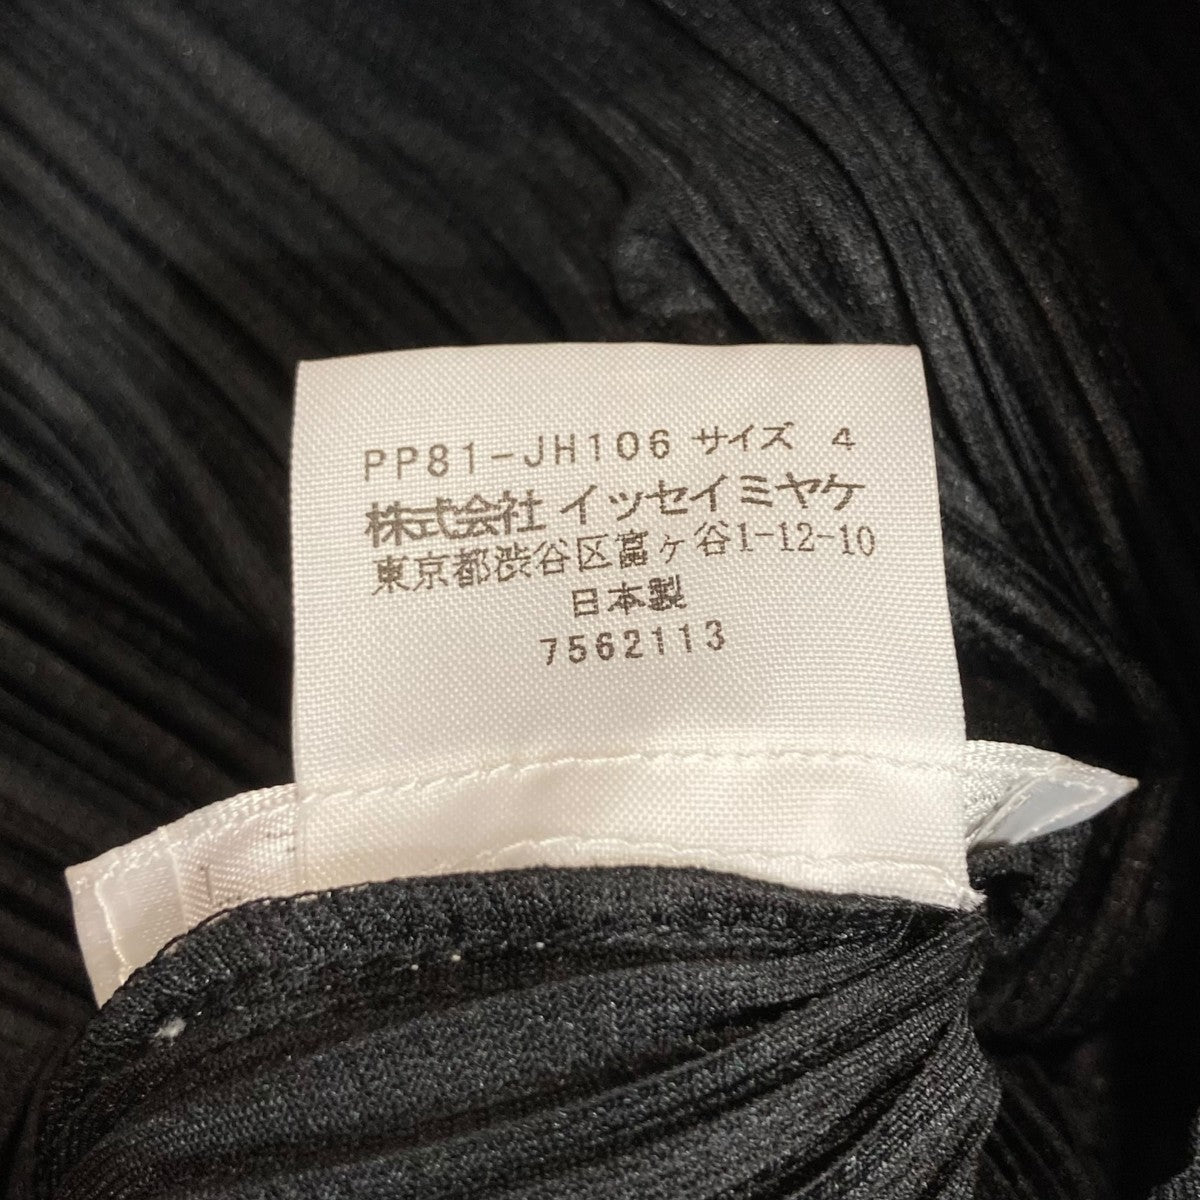 PP81-JH106 サイズ 4
株式会社 イッセイミヤケ
東京都渋谷区富ヶ谷1-12-10
日本製
7562113